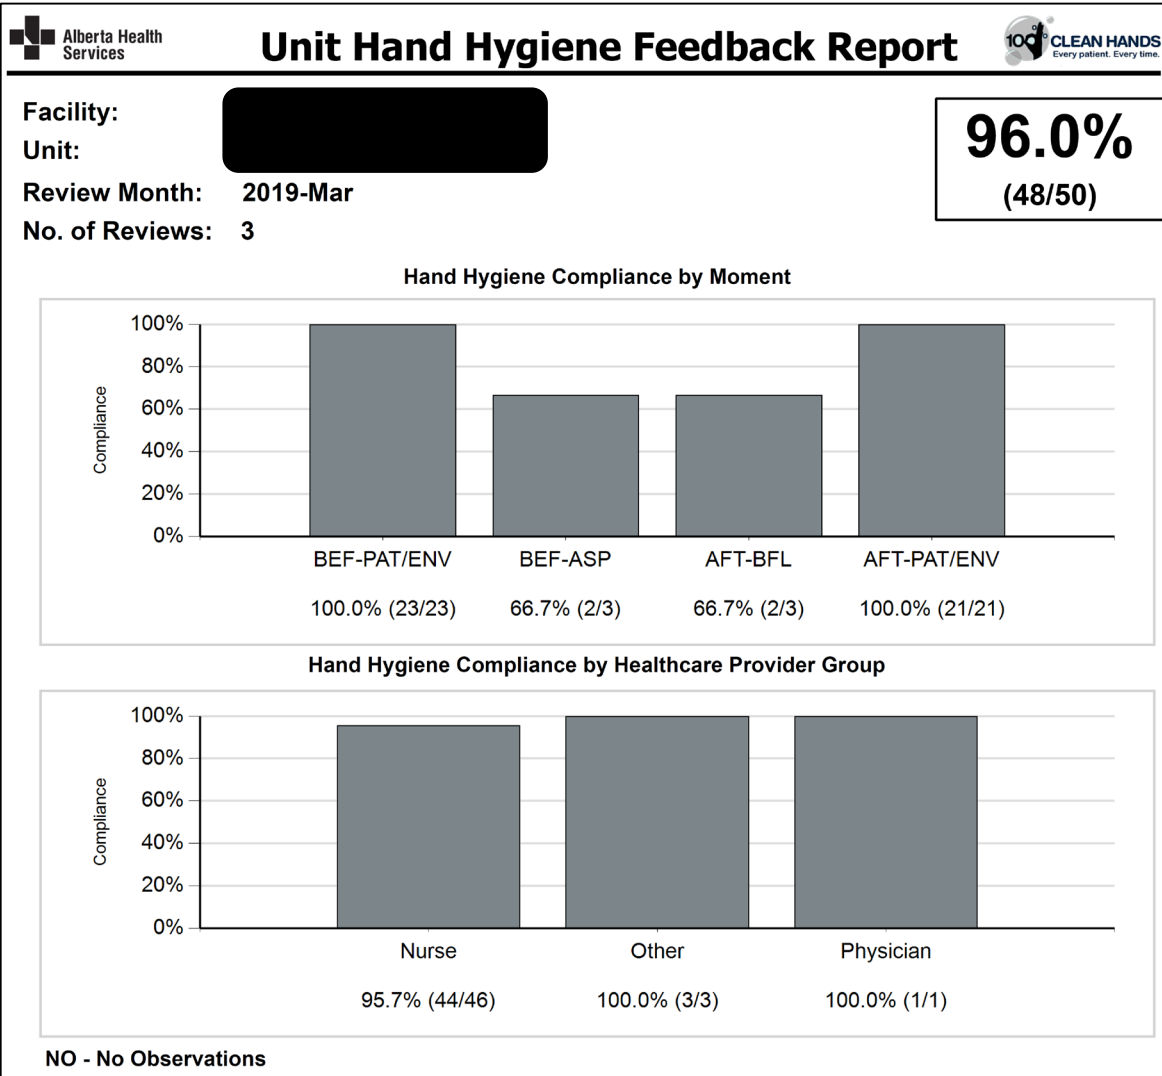 Alberta Health
Services
Unit Hand Hygiene Feedback Report
100%
CLEAN HANDS
Every patient. Every time.
Facility:
Unit:
Review Month: 2019-Mar
No. of Reviews: 3
96.0%
(48/50)
Hand Hygiene Compliance by Moment
Compliance
100%
80%
60%
40%
20%
0%
BEF-PAT/ENV BEF-ASP AFT-BFL AFT-PAT/ENV
100.0% (23/23) 66.7% (2/3) 66.7% (2/3) 100.0% (21/21)
Hand Hygiene Compliance by Healthcare Provider Group
Compliance
100%
80%
60%
40%
20%
0%
Nurse Other Physician
95.7% (44/46) 100.0% (3/3) 100.0% (1/1)
NO - No Observations